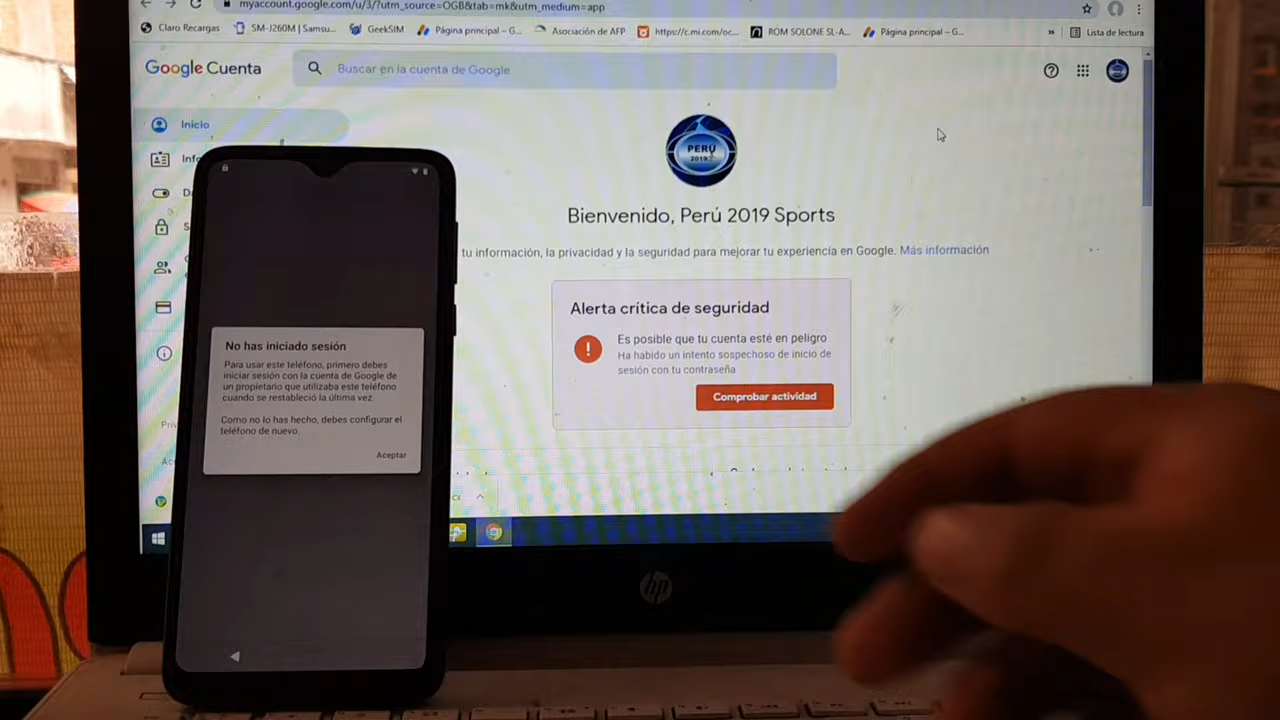 myaccount.google.com/u/3/?utm_source=OGB&tab=mk&utm_medium=app
Claro Recargas
SM-J260M | Samsu...
GeekSIM
Página principal – G...
Asociación de AFP
https://c.mi.com/oc...
ROM SOLONE SL-A...
Página principal – G...
»
Lista de lectura
Google Cuenta
Buscar en la cuenta de Google
Inicio
PERÚ
2019
Bienvenido, Perú 2019 Sports
tu información, la privacidad y la seguridad para mejorar tu experiencia en Google. Más información
Alerta crítica de seguridad
Es posible que tu cuenta esté en peligro
Ha habido un intento sospechoso de inicio de
sesión con tu contraseña
Comprobar actividad
No has iniciado sesión
Para usar este teléfono, primero debes
iniciar sesión con la cuenta de Google de
un propietario que utilizaba este teléfono
cuando se restableció la última vez.
Como no lo has hecho, debes configurar el
teléfono de nuevo.
Aceptar
hp